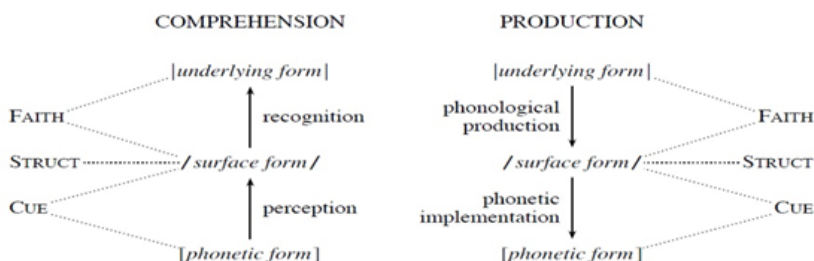 COMPREHENSION PRODUCTION
|underlying form| |underlying form|
FAITH recognition phonological production FAITH
STRUCT /surface form/ /surface form/ STRUCT
CUE perception phonetic implementation CUE
[phonetic form] [phonetic form]